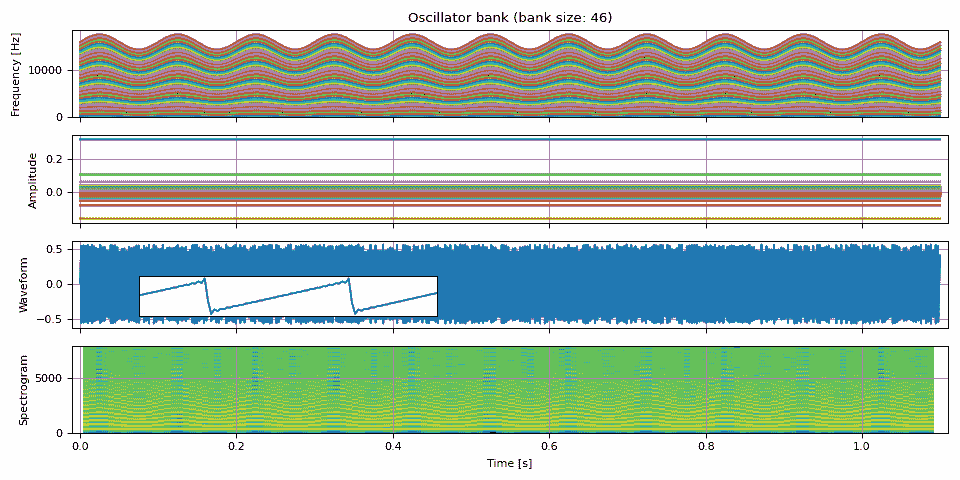 Oscillator bank (bank size: 46)
Frequency [Hz]
10000
0
Amplitude
0.2
0.0
Waveform
0.5
0.0
−0.5
Spectrogram
5000
0
0.0 0.2 0.4 0.6 0.8 1.0
Time [s]